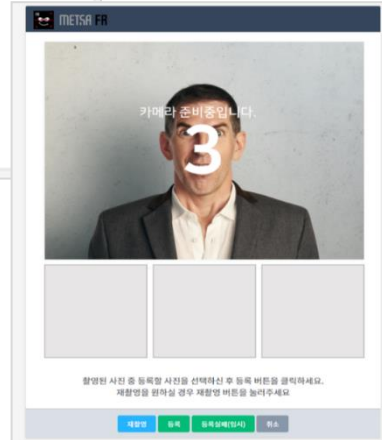 METSA FR
카메라 준비중입니다.
3
촬영된 사진 중 등록할 사진을 선택하신 후 등록 버튼을 클릭하세요.
재촬영을 원하실 경우 재촬영 버튼을 눌러주세요
재촬영
등록
등록실패(임시)
취소